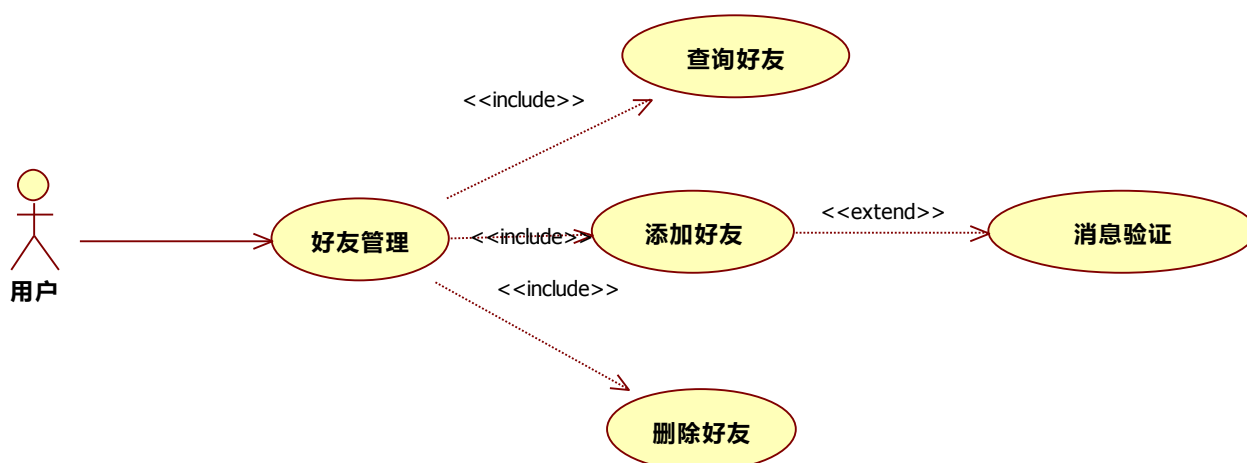 查询好友
<<include>>
用户
好友管理
<<include>>
添加好友
<<extend>>
消息验证
<<include>>
删除好友